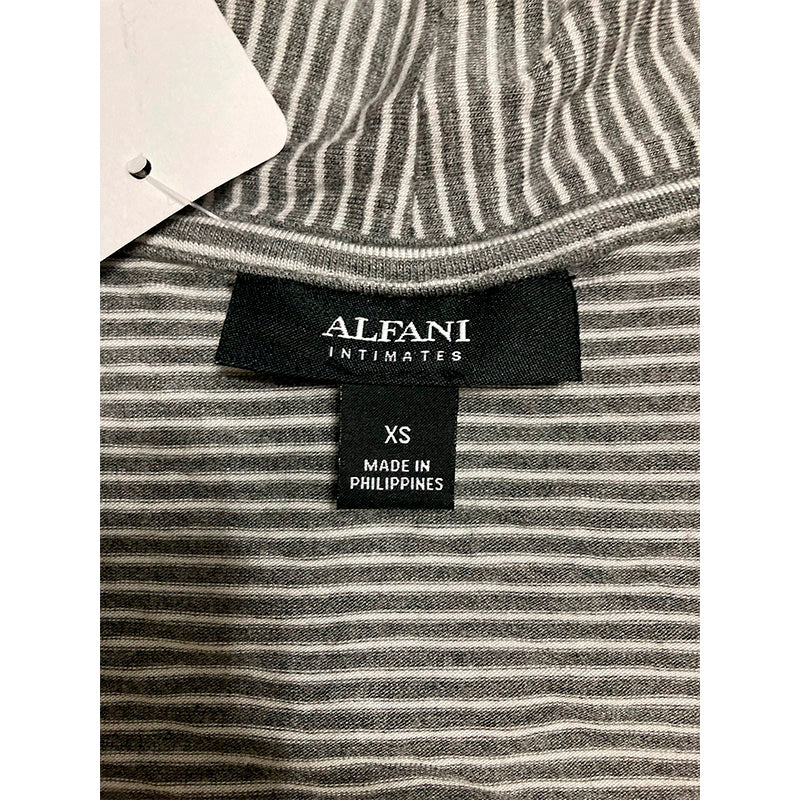 ALFANI
INTIMATES
XS
MADE IN
PHILIPPINES